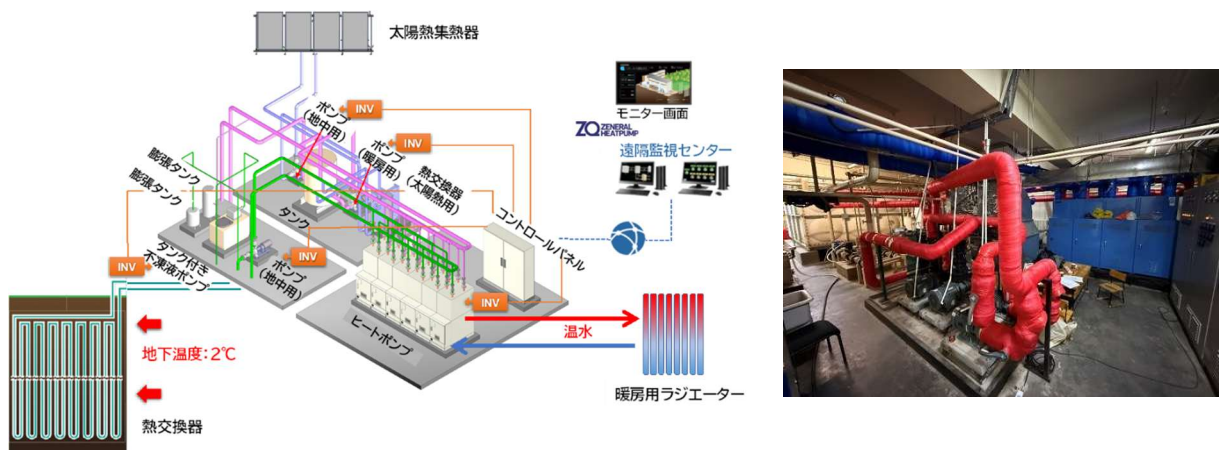 太陽熱集熱器
モニター画面
ZQ ZENERAL
HEATPUMP
遠隔監視センター
INV
ポンプ
(地中用)
INV
ポンプ
(暖房用)
熱交換器
(太陽熱用)
膨張タンク
膨張タンク
タンク
コントロールパネル
タンク付き
不凍液ポンプ
INV
ポンプ
(地中用)
INV
INV
ヒートポンプ
温水
地下温度:2℃
熱交換器
暖房用ラジエーター